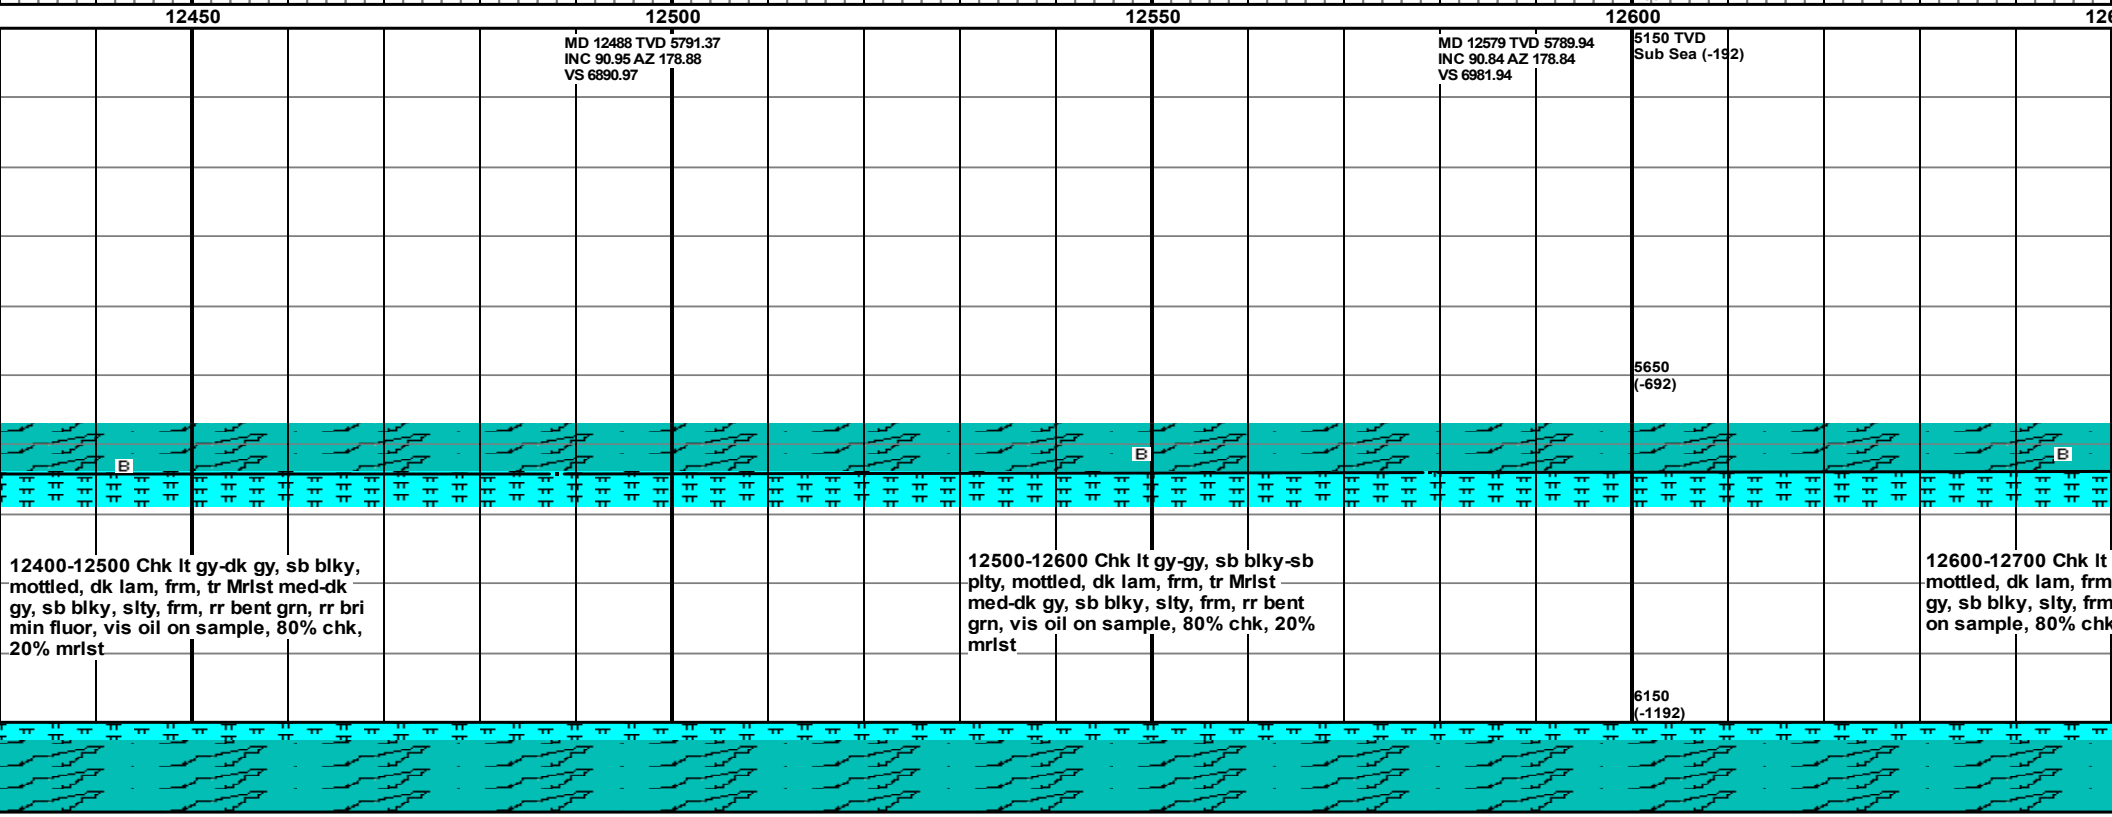 12450
12500
12550
12600
MD 12488 TVD 5791.37
INC 90.95 AZ 178.88
VS 6890.97
MD 12579 TVD 5789.94
INC 90.84 AZ 178.84
VS 6981.94
5150 TVD
Sub Sea (-192)
5650
(-692)
B
B
B
12400-12500 Chk lt gy-dk gy, sb blky,
mottled, dk lam, frm, tr Mrlst med-dk
gy, sb blky, slty, frm, rr bent grn, rr bri
min fluor, vis oil on sample, 80% chk,
20% mrlst
12500-12600 Chk lt gy-gy, sb blky-sb
plty, mottled, dk lam, frm, tr Mrlst
med-dk gy, sb blky, slty, frm, rr bent
grn, vis oil on sample, 80% chk, 20%
mrlst
12600-12700 Chk lt
mottled, dk lam, frm
gy, sb blky, slty, frm
on sample, 80% chk
6150
(-1192)